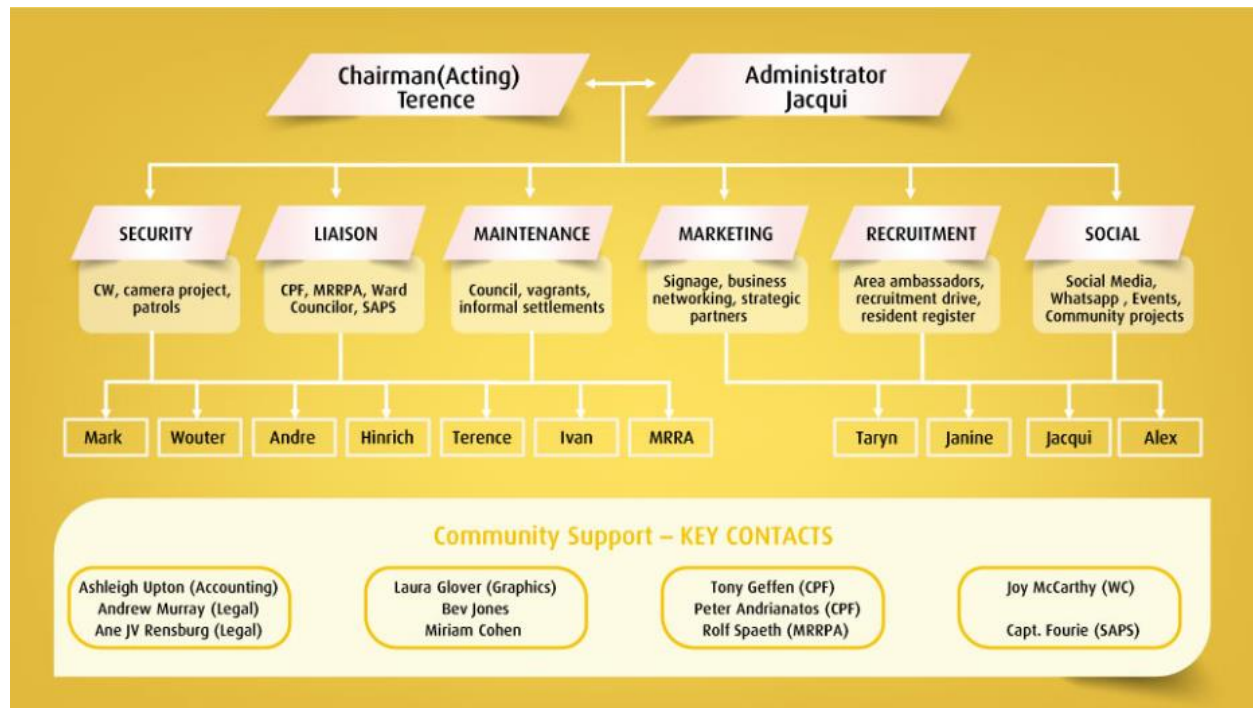 Chairman(Acting)
Terence
Administrator
Jacqui
SECURITY
CW, camera project,
patrols
LIAISON
CPF, MRRPA, Ward
Councilor, SAPS
MAINTENANCE
Council, vagrants,
informal settlements
MARKETING
Signage, business
networking, strategic
partners
RECRUITMENT
Area ambassadors,
recruitment drive,
resident register
SOCIAL
Social Media,
Whatsapp , Events,
Community projects
Mark
Wouter
Andre
Hinrich
Terence
Ivan
MRRA
Taryn
Janine
Jacqui
Alex
Community Support – KEY CONTACTS
Ashleigh Upton (Accounting)
Andrew Murray (Legal)
Ane JV Rensburg (Legal)
Laura Glover (Graphics)
Bev Jones
Miriam Cohen
Tony Geffen (CPF)
Peter Andrianatos (CPF)
Rolf Spaeth (MRRPA)
Joy McCarthy (WC)
Capt. Fourie (SAPS)